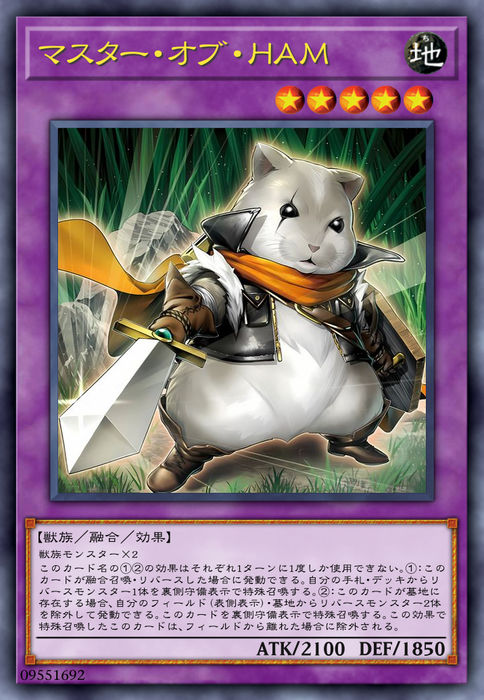 マスター・オブ・HAM
地
ち
【獣族／融合／効果】
獣族モンスター×2
このカード名の①②の効果はそれぞれ1ターンに1度しか使用できない。①：この
カードが融合召喚・リバースした場合に発動できる。自分の手札・デッキからリ
バースモンスター1体を裏側守備表示で特殊召喚する。②：このカードが墓地に
存在する場合、自分のフィールド(表側表示)・墓地からリバースモンスター2体
を除外して発動できる。このカードを裏側守備表示で特殊召喚する。この効果で
特殊召喚したこのカードは、フィールドから離れた場合に除外される。
ATK/2100 DEF/1850
09551692